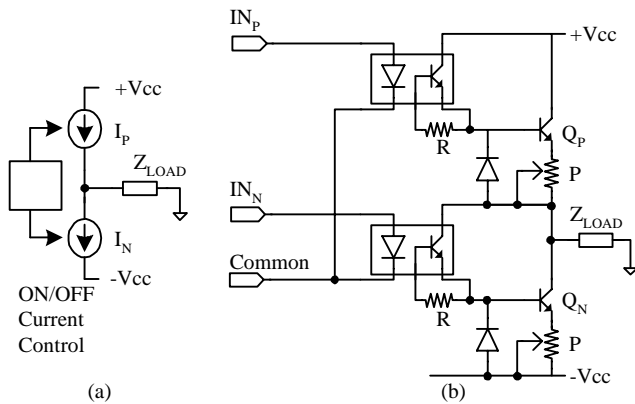 +Vcc
I_P
Z_LOAD
I_N
-Vcc
ON/OFF
Current
Control
(a)
IN_P
+Vcc
R
Q_P
P
IN_N
Z_LOAD
Common
R
Q_N
P
-Vcc
(b)